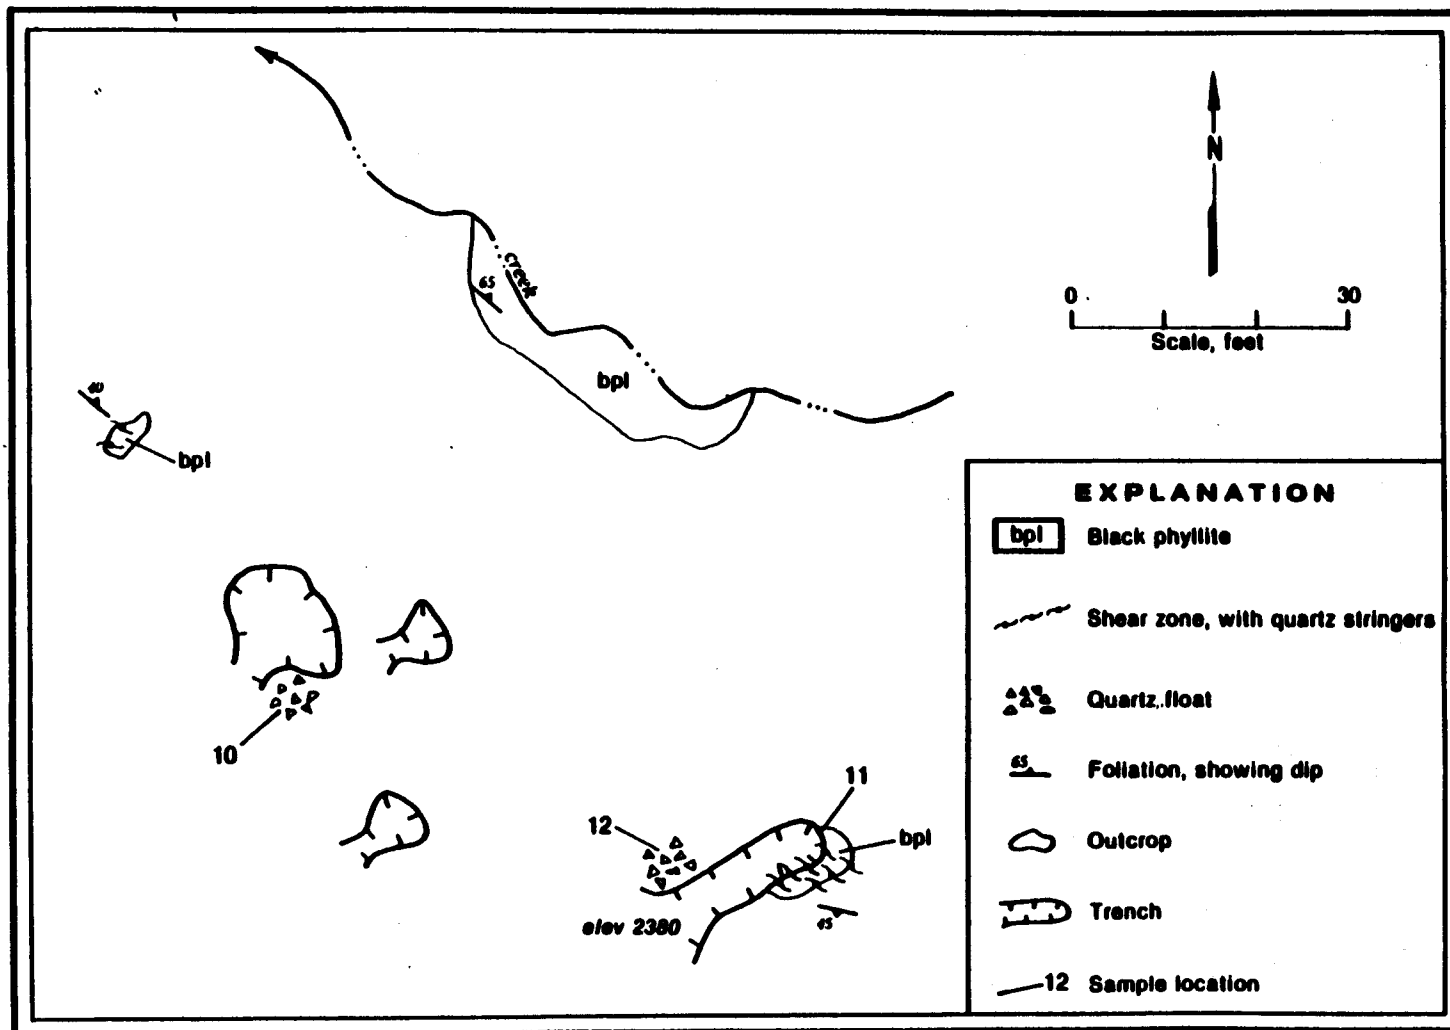 N
0 30
Scale, feet
creek
65
bpl
40
bpl
10
11
12
bpl
elev 2380
45
EXPLANATION
bpl Black phyllite
Shear zone, with quartz stringers
Quartz float
65 Foliation, showing dip
Outcrop
Trench
12 Sample location